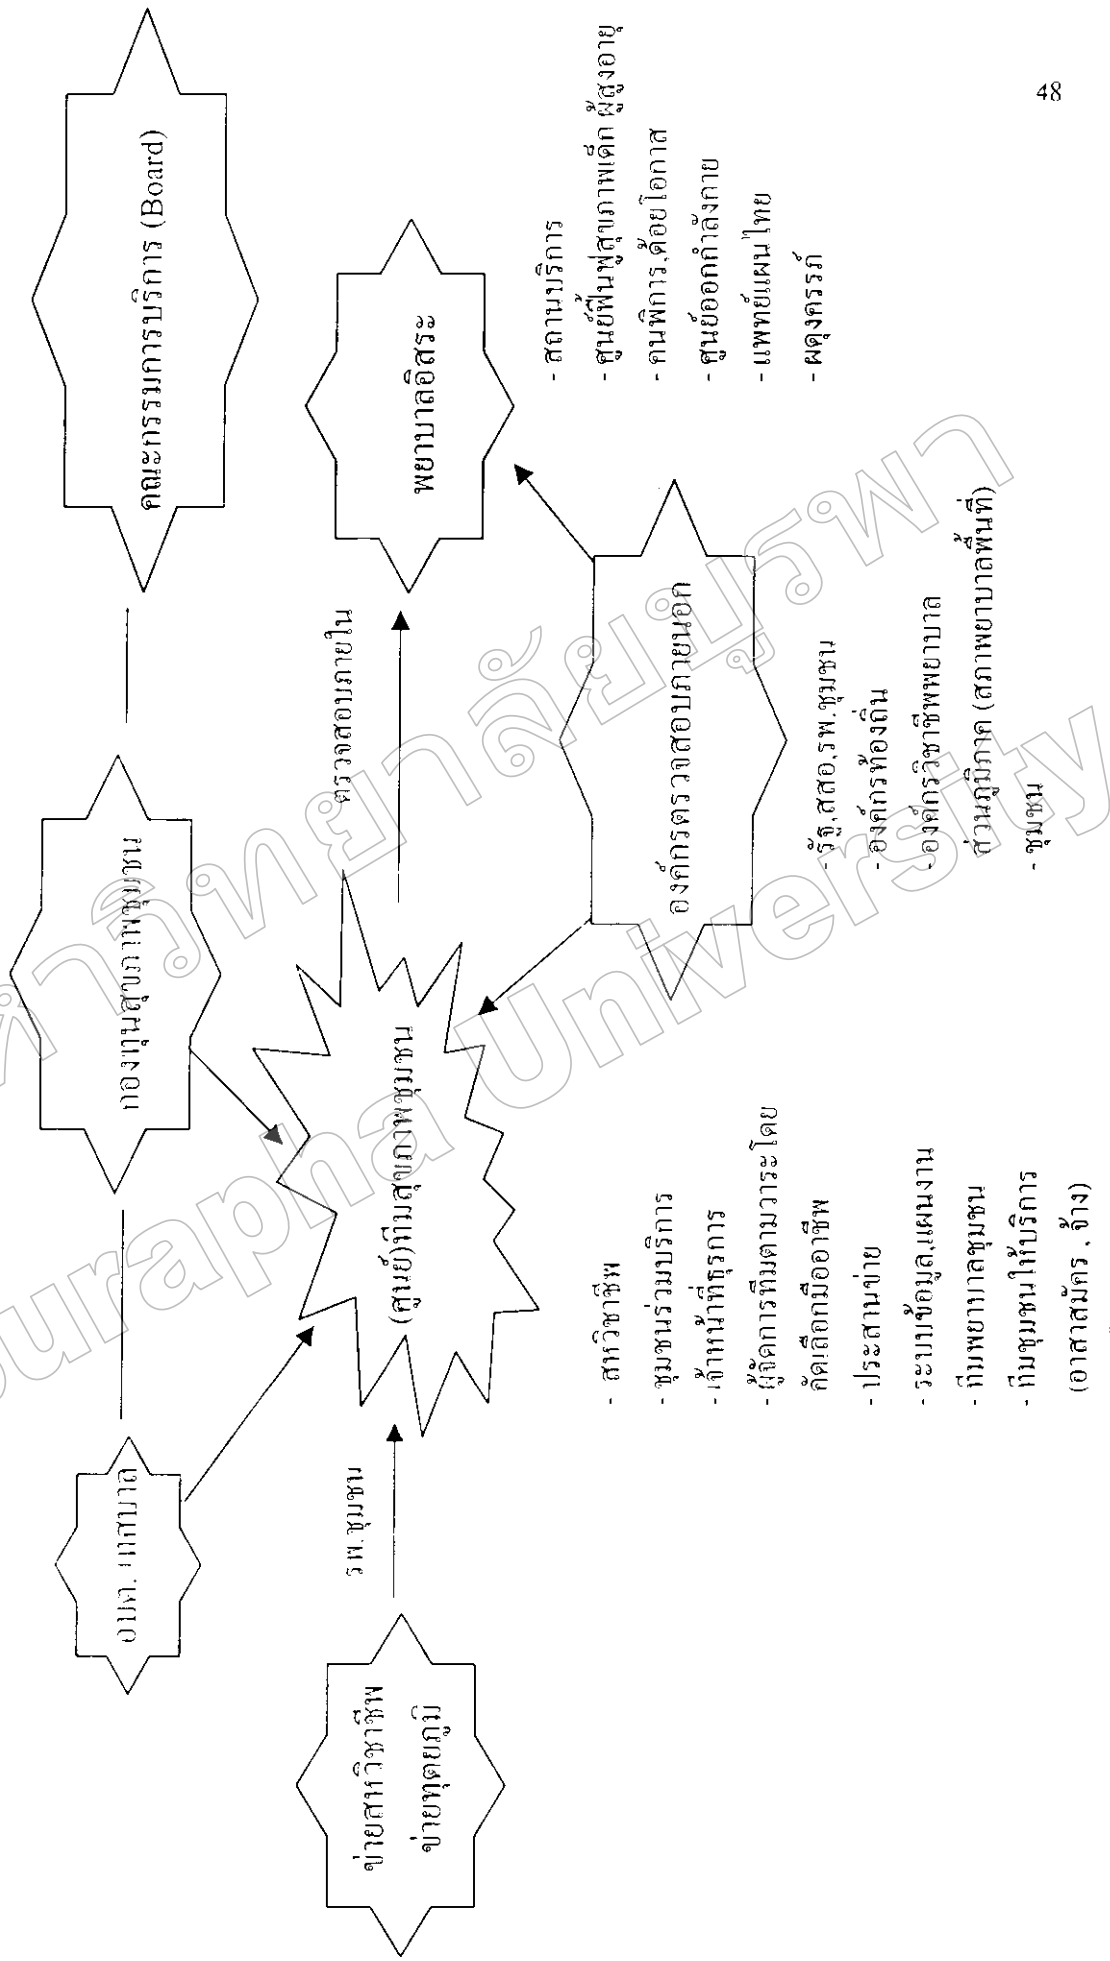 48
อบต. เทศบาล
กองทุนสุขภาพชุมชน
คณะกรรมการบริการ (Board)
ข่ายสหวิชาชีพ
ข่ายทุติยภูมิ
รพ.ชุมชน
(ศูนย์)ทีมสุขภาพชุมชน
ตรวจสอบภายใน
พยาบาลอิสระ
- สถานบริการ
- ศูนย์ฟื้นฟูสุขภาพเด็ก ผู้สูงอายุ
- คนพิการ,ด้อยโอกาส
- ศูนย์ออกกำลังกาย
- แพทย์แผนไทย
- ผดุงครรภ์
องค์กรตรวจสอบภายนอก
- รัฐ,สสอ,รพ.ชุมชน
- องค์กรท้องถิ่น
- องค์กรวิชาชีพพยาบาล
ส่วนภูมิภาค (สภาพยาบาลพื้นที่)
- ชุมชน
- สหวิชาชีพ
- ชุมชนร่วมบริการ
- เจ้าหน้าที่ธุรการ
- ผู้จัดการทีมตามวาระโดย
คัดเลือกมืออาชีพ
- ประสานข่าย
- ระบบข้อมูล,แผนงาน
- ทีมพยาบาลชุมชน
- ทีมชุมชนให้บริการ
(อาสาสมัคร , จ้าง)
มหาวิทยาลัยบูรพา
Burapha University